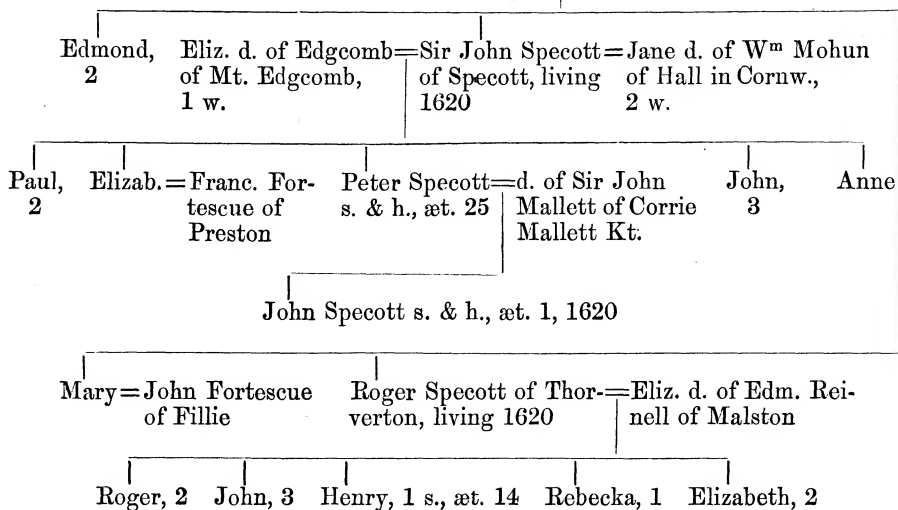 Edmond, Eliz. d. of Edgcomb=Sir John Specott=Jane d. of Wᵐ Mohun
2 of Mt. Edgcomb, of Specott, living of Hall in Cornw.,
1 w. 1620 2 w.
Paul, Elizab.=Franc. For- Peter Specott=d. of Sir John John, Anne
2 tescue of s. & h., æt. 25 Mallett of Corrie 3
Preston Mallett Kt.
John Specott s. & h., æt. 1, 1620
Mary=John Fortescue Roger Specott of Thor-=Eliz. d. of Edm. Rei-
of Fillie verton, living 1620 nell of Malston
Roger, 2 John, 3 Henry, 1 s., æt. 14 Rebecka, 1 Elizabeth, 2